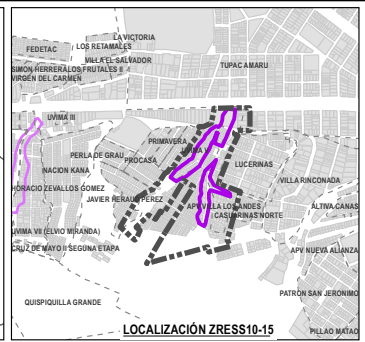 LA VICTORIA
FEDETAC
LOS RETAMALES
VILLA EL SALVADOR
SIMON HERRERA
LOS FRUTALES II
VIRGEN DEL CARMEN
TUPAC AMARU
UVIMA III
PRIMAVERA
PERLA DE GRAU
PROCASA
LUCERINAS
NACION KANA
VILLA RINCONADA
HORACIO ZEVALLOS GOMEZ
JAVIER HERAUD PEREZ
APV VILLA LOS ANDES
ALTIVA CANAS
CASUARINAS NORTE
UVIMA VII (ELVIO MIRANDA)
CRUZ DE MAYO II SEGUNA ETAPA
APV NUEVA ALIANZA
QUISPIQUILLA GRANDE
PATRON SAN JERONIMO
LOCALIZACIÓN ZRESS10-15
PILLAO MATAO